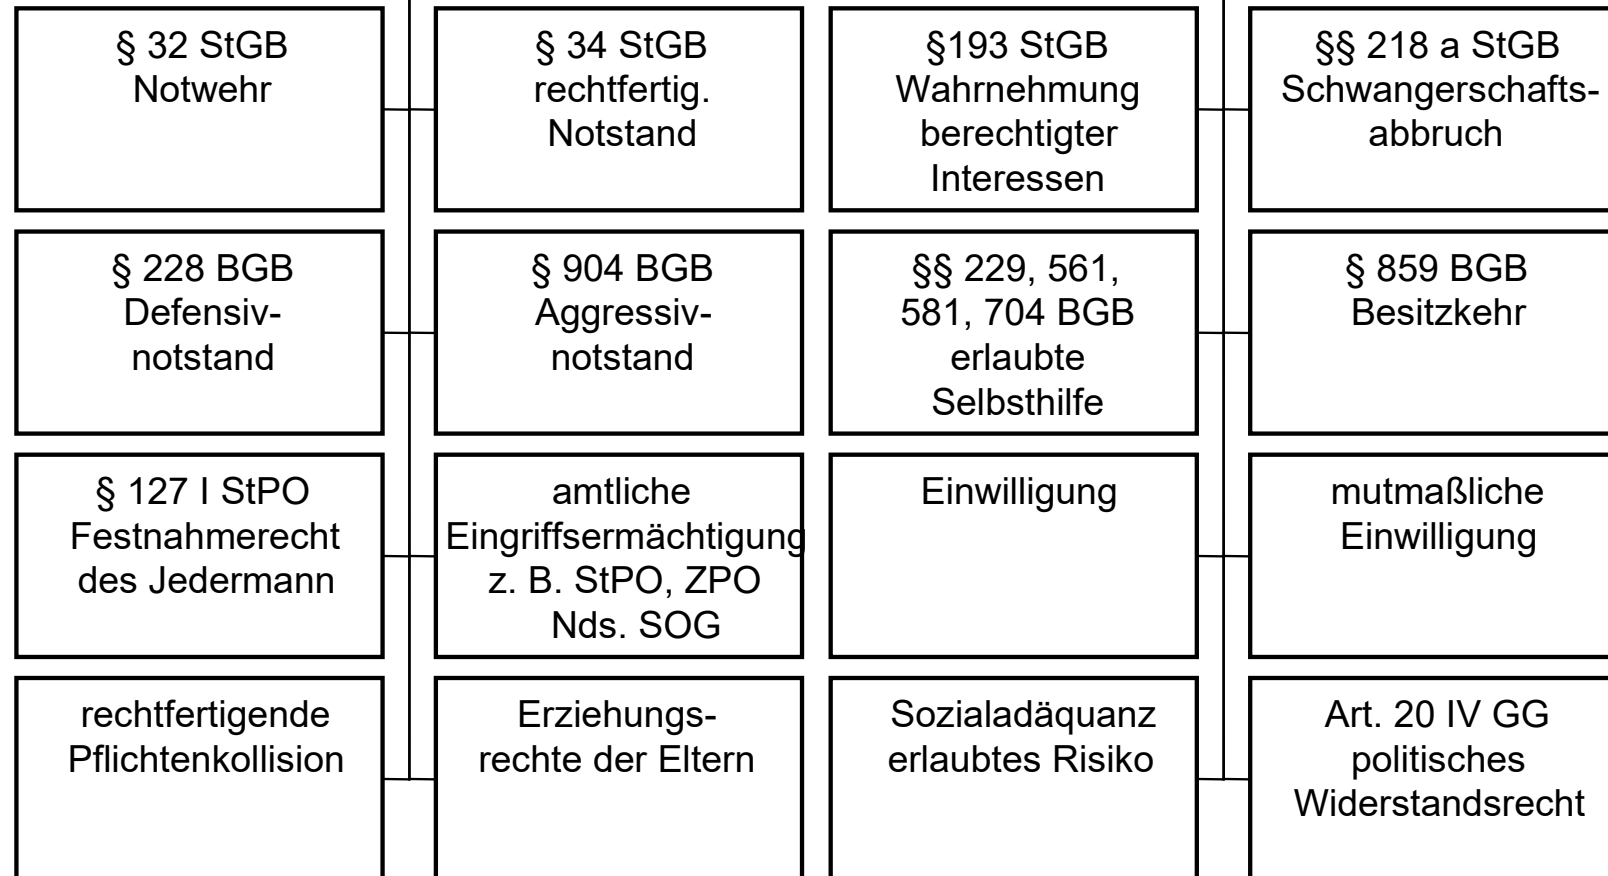 § 32 StGB
Notwehr
§ 34 StGB
rechtfertig.
Notstand
§193 StGB
Wahrnehmung
berechtigter
Interessen
§§ 218 a StGB
Schwangerschafts-
abbruch
§ 228 BGB
Defensiv-
notstand
§ 904 BGB
Aggressiv-
notstand
§§ 229, 561,
581, 704 BGB
erlaubte
Selbsthilfe
§ 859 BGB
Besitzkehr
§ 127 I StPO
Festnahmerecht
des Jedermann
amtliche
Eingriffsermächtigung
z. B. StPO, ZPO
Nds. SOG
Einwilligung
mutmaßliche
Einwilligung
rechtfertigende
Pflichtenkollision
Erziehungs-
rechte der Eltern
Sozialadäquanz
erlaubtes Risiko
Art. 20 IV GG
politisches
Widerstandsrecht